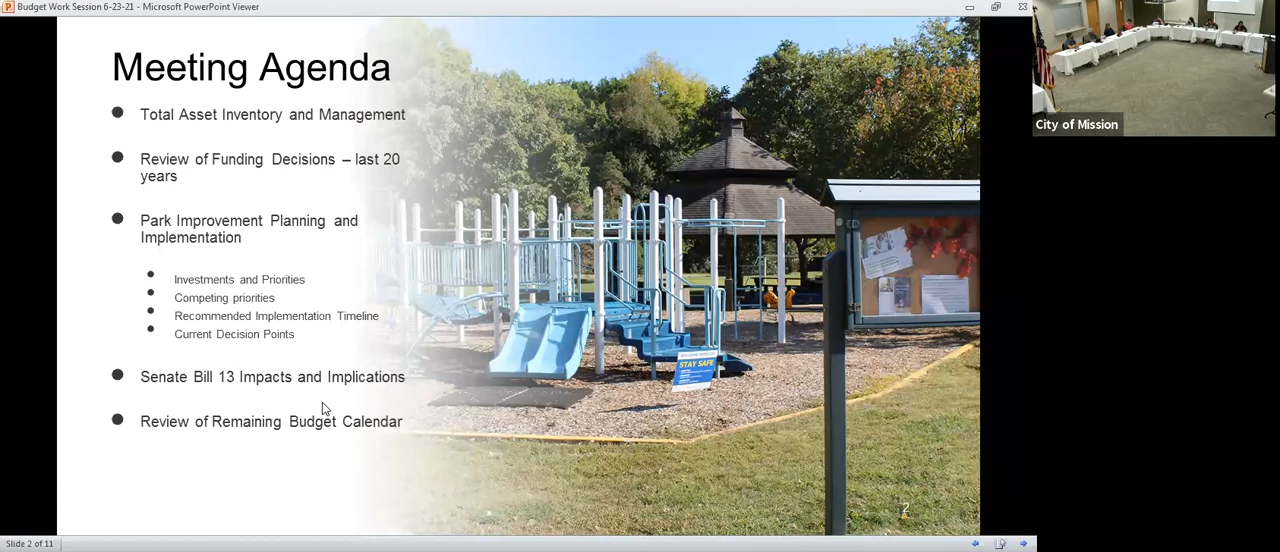 Budget Work Session 6-23-21 - Microsoft PowerPoint Viewer
Meeting Agenda
Total Asset Inventory and Management
Review of Funding Decisions – last 20
years
Park Improvement Planning and
Implementation
Investments and Priorities
Competing priorities
Recommended Implementation Timeline
Current Decision Points
Senate Bill 13 Impacts and Implications
Review of Remaining Budget Calendar
STAY SAFE
2
Slide 2 of 11
City of Mission